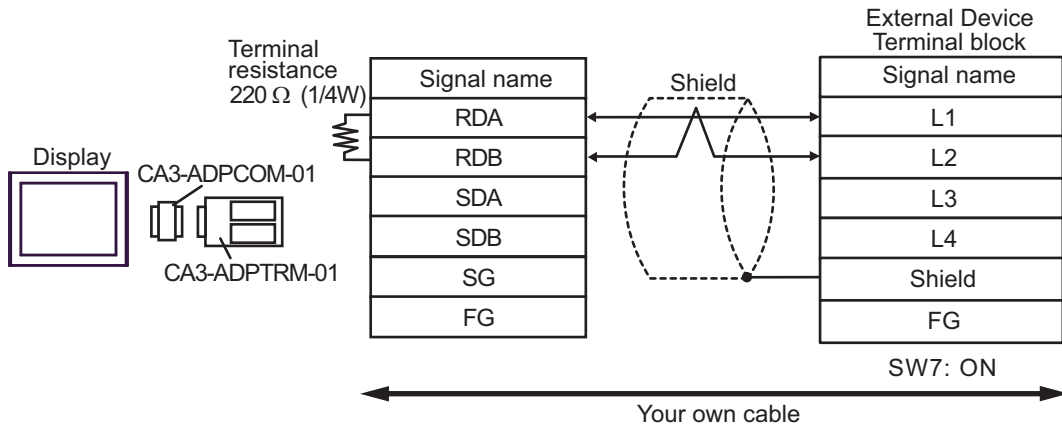 External Device
Terminal block
Terminal
resistance
220 Ω (1/4W)
Signal name
Shield
Signal name
RDA
L1
RDB
L2
Display
CA3-ADPCOM-01
SDA
L3
SDB
L4
CA3-ADPTRM-01
SG
Shield
FG
FG
SW7: ON
Your own cable